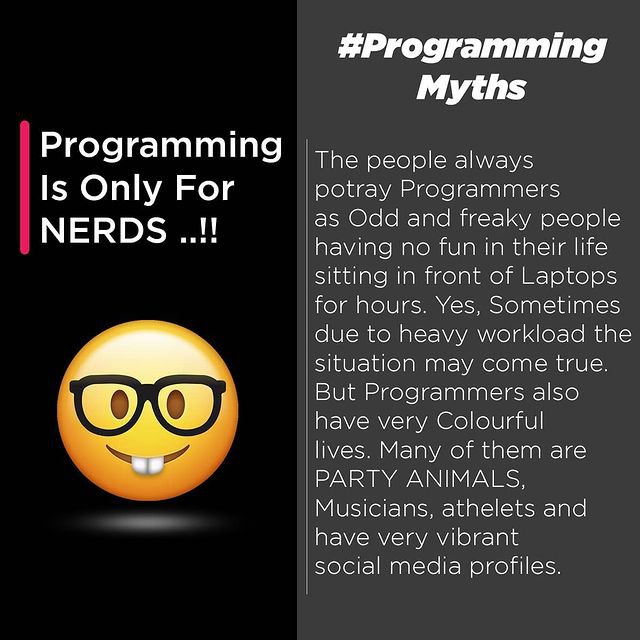 Programming
Is Only For
NERDS ..!!
#Programming
Myths
The people always
potray Programmers
as Odd and freaky people
having no fun in their life
sitting in front of Laptops
for hours. Yes, Sometimes
due to heavy workload the
situation may come true.
But Programmers also
have very Colourful
lives. Many of them are
PARTY ANIMALS,
Musicians, athelets and
have very vibrant
social media profiles.